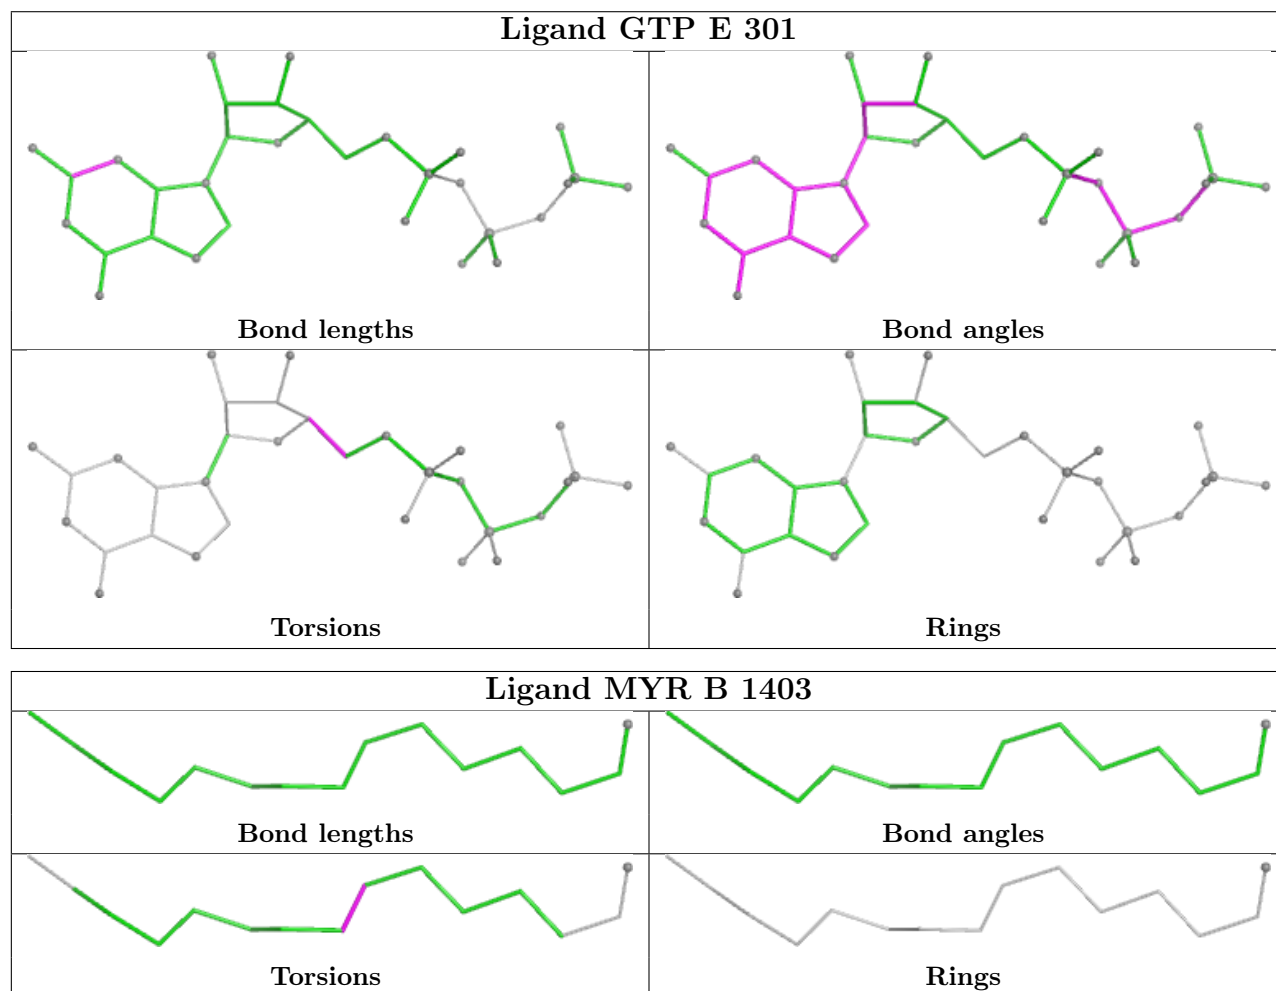 Ligand GTP E 301
Bond lengths
Bond angles
Torsions
Rings
Ligand MYR B 1403
Bond lengths
Bond angles
Torsions
Rings